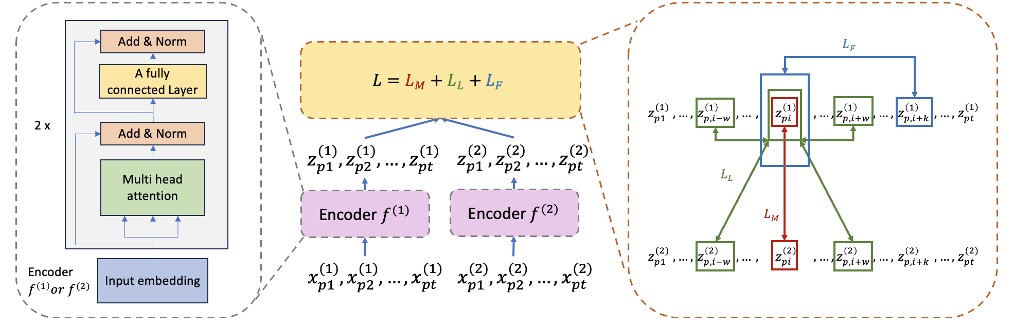 Add & Norm
A fully
connected Layer
2 x
Add & Norm
Multi head
attention
Encoder
f^(1) or f^(2)
Input embedding
L = L_M + L_L + L_F
z_p1^(1), z_p2^(1), ..., z_pt^(1)
z_p1^(2), z_p2^(2), ..., z_pt^(2)
Encoder f^(1)
Encoder f^(2)
x_p1^(1), x_p2^(1), ..., x_pt^(1)
x_p1^(2), x_p2^(2), ..., x_pt^(2)
L_F
z_p1^(1), ..., z_p,i-w^(1), ..., z_pi^(1), ..., z_p,i+w^(1), ..., z_p,i+k^(1), ..., z_pt^(1)
L_L
L_M
z_p1^(2), ..., z_p,i-w^(2), ..., z_pi^(2), ..., z_p,i+w^(2), ..., z_p,i+k^(2), ..., z_pt^(2)